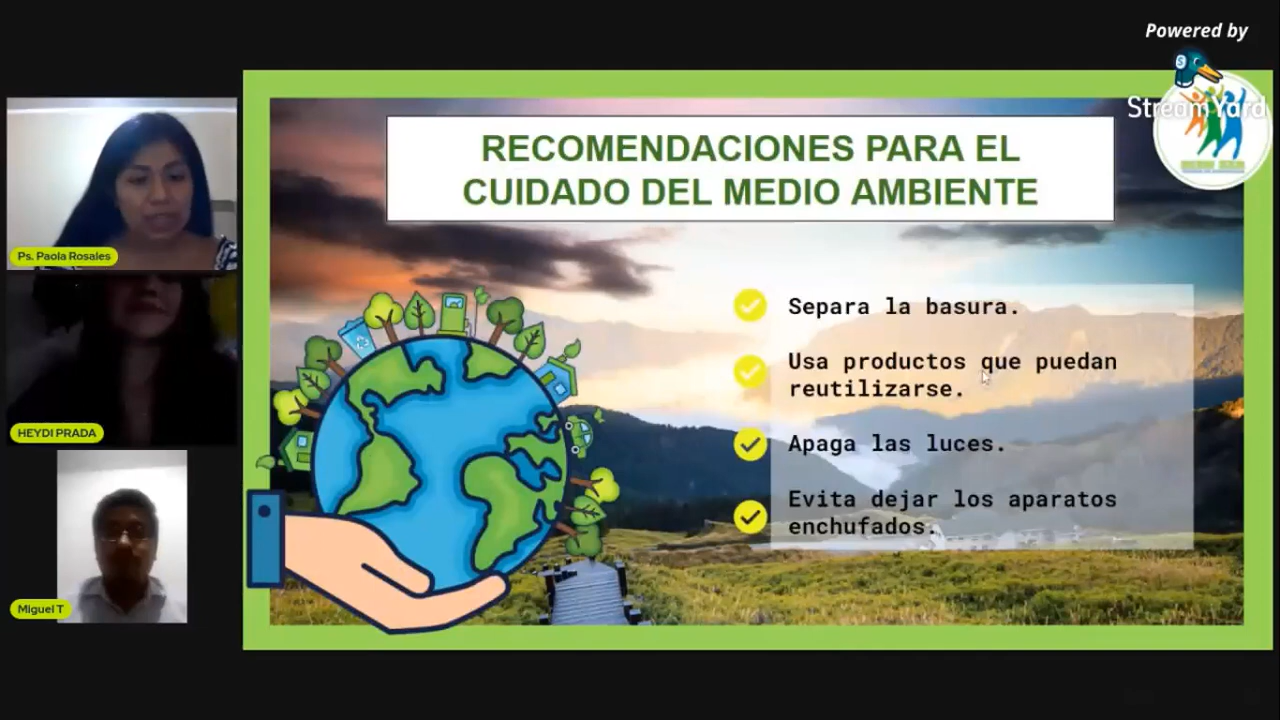 Powered by
StreamYard
RECOMENDACIONES PARA EL
CUIDADO DEL MEDIO AMBIENTE
Separa la basura.
Usa productos que puedan
reutilizarse.
Apaga las luces.
Evita dejar los aparatos
enchufados.
Ps. Paola Rosales
HEYDI PRADA
Miguel T